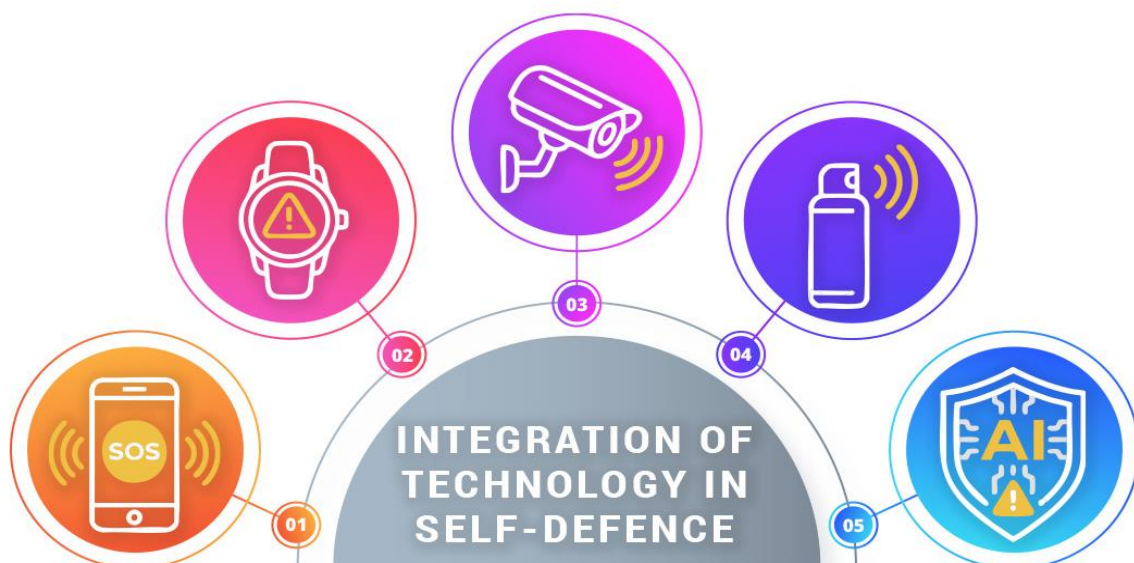 SOS
01
02
03
04
AI
05
INTEGRATION OF
TECHNOLOGY IN
SELF-DEFENCE